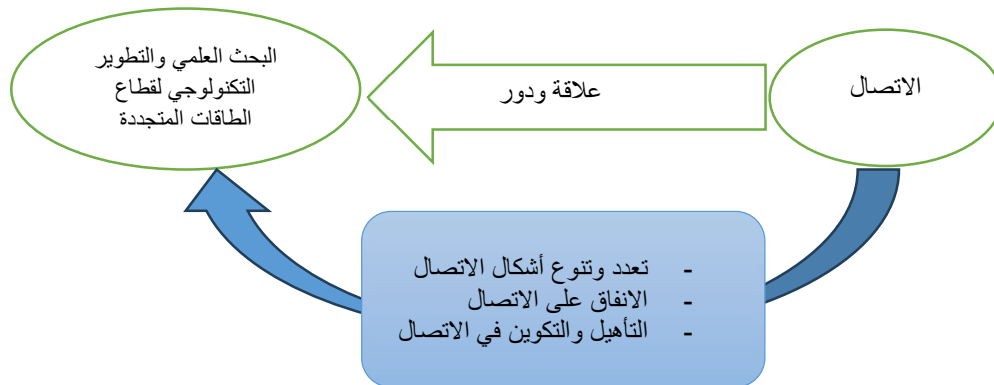 الاتصال
علاقة ودور
البحث العلمي والتطوير
التكنولوجي لقطاع
الطاقات المتجددة
- تعدد وتنوع أشكال الاتصال
- الانفاق على الاتصال
- التأهيل والتكوين في الاتصال